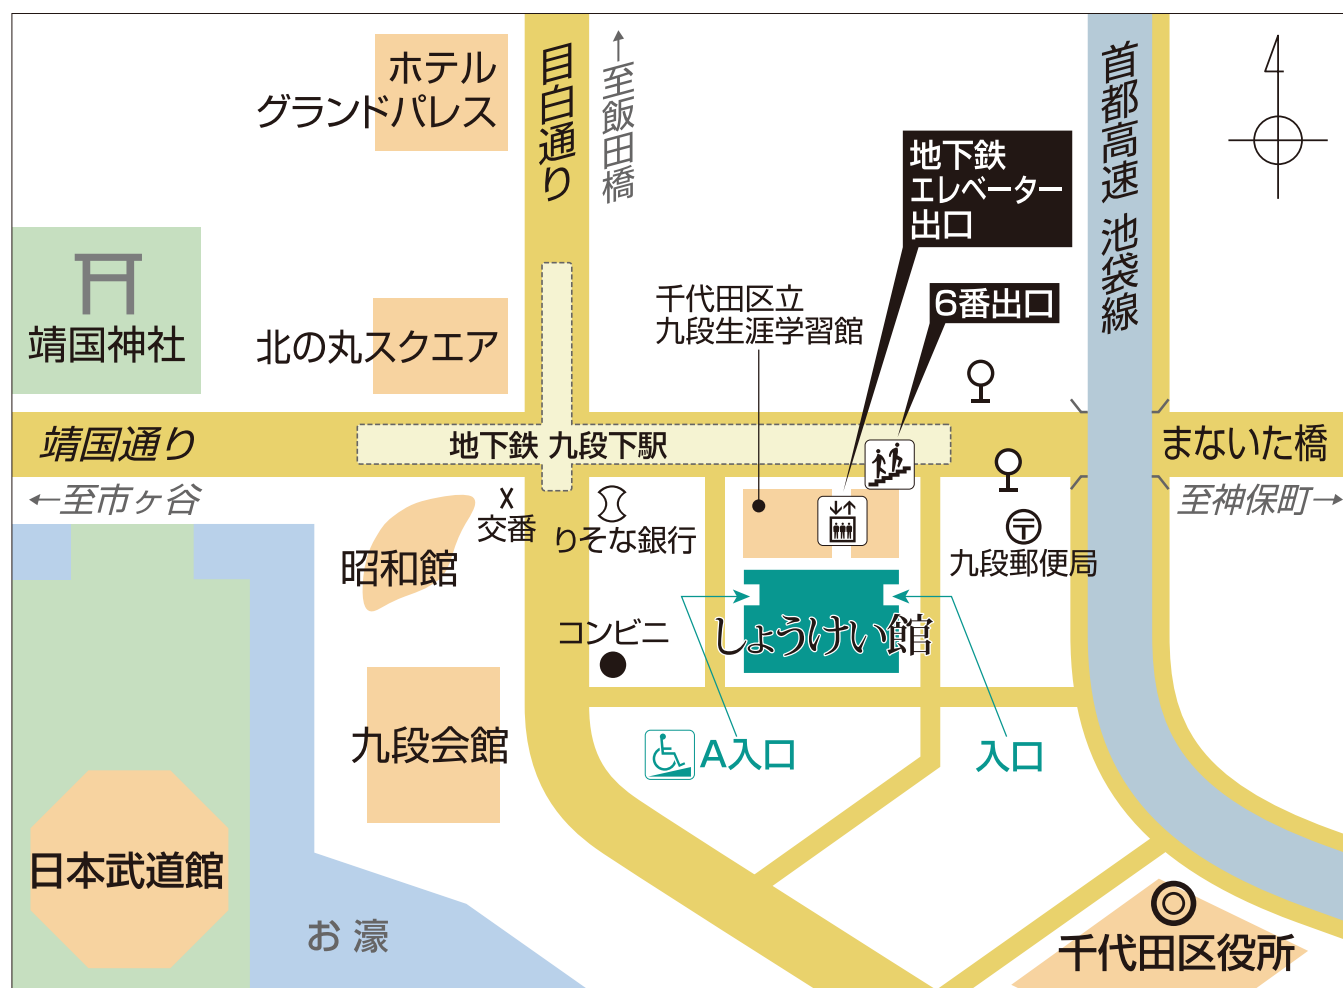 ホテル
グランドパレス
目白通り
↑至飯田橋
首都高速 池袋線
地下鉄
エレベーター
出口
6番出口
千代田区立
九段生涯学習館
靖国神社
北の丸スクエア
靖国通り
地下鉄 九段下駅
まないた橋
←至市ヶ谷
至神保町→
交番
りそな銀行
九段郵便局
昭和館
コンビニ
しょうけい館
九段会館
A入口
入口
日本武道館
お濠
千代田区役所